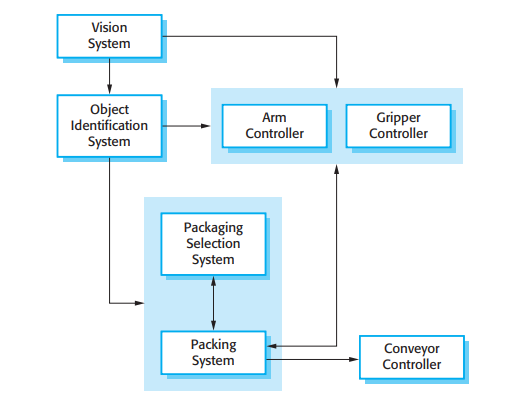 Vision
System
Object
Identification
System
Arm
Controller
Gripper
Controller
Packaging
Selection
System
Packing
System
Conveyor
Controller